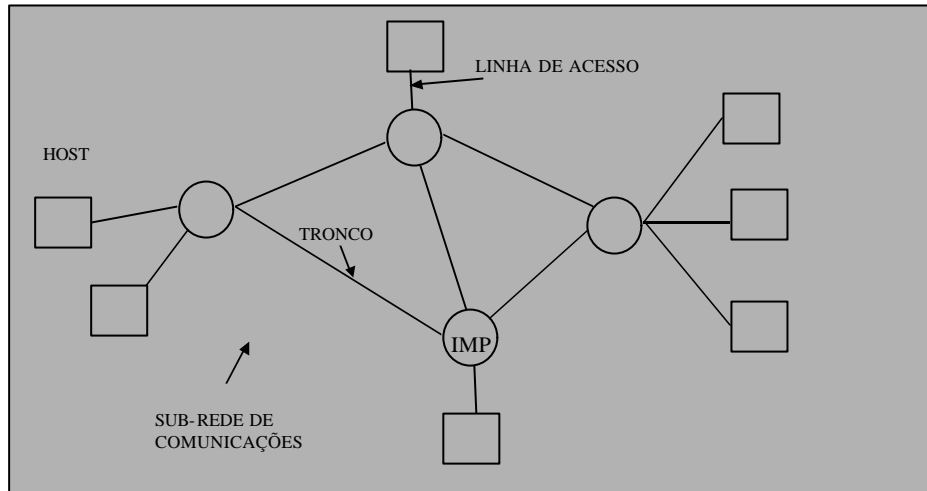 LINHA DE ACESSO
HOST
TRONCO
IMP
SUB-REDE DE
COMUNICAÇÕES